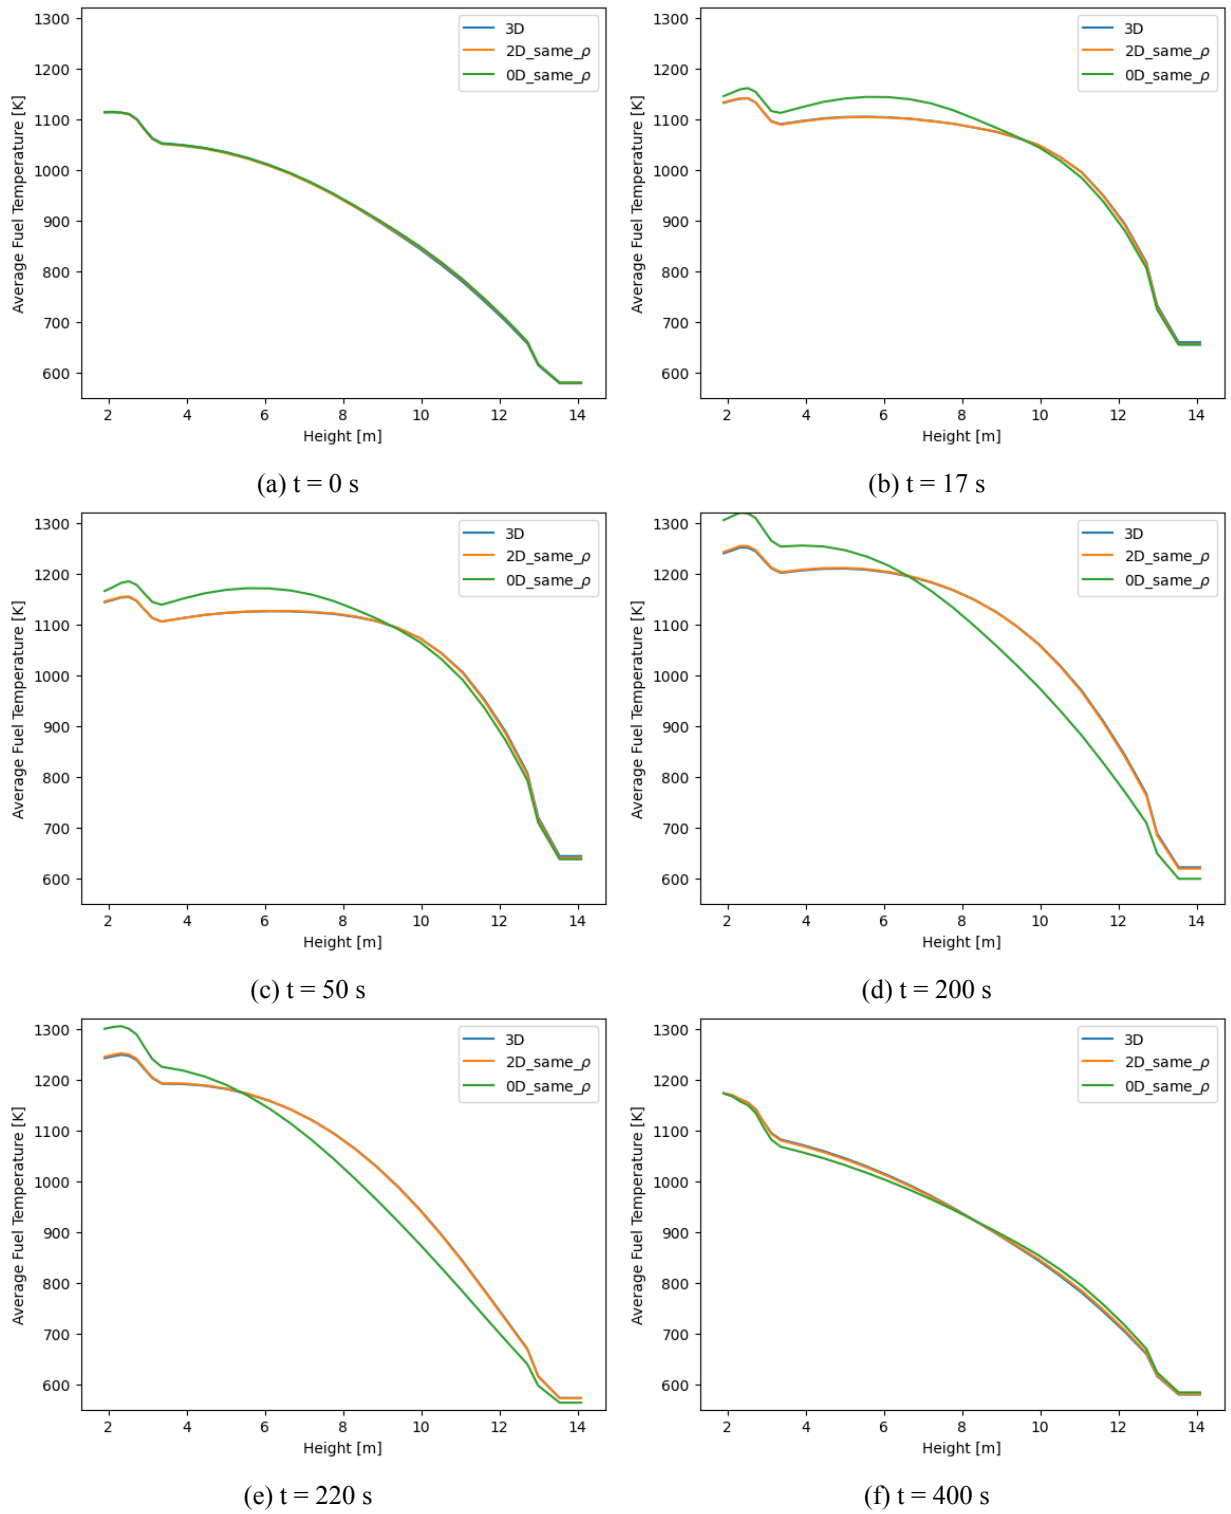 1300
1200
1100
1000
900
800
700
600
2 4 6 8 10 12 14
Average Fuel Temperature [K]
Height [m]
3D
2D_same_ρ
0D_same_ρ
(a) t = 0 s
1300
1200
1100
1000
900
800
700
600
2 4 6 8 10 12 14
Average Fuel Temperature [K]
Height [m]
3D
2D_same_ρ
0D_same_ρ
(b) t = 17 s
1300
1200
1100
1000
900
800
700
600
2 4 6 8 10 12 14
Average Fuel Temperature [K]
Height [m]
3D
2D_same_ρ
0D_same_ρ
(c) t = 50 s
1300
1200
1100
1000
900
800
700
600
2 4 6 8 10 12 14
Average Fuel Temperature [K]
Height [m]
3D
2D_same_ρ
0D_same_ρ
(d) t = 200 s
1300
1200
1100
1000
900
800
700
600
2 4 6 8 10 12 14
Average Fuel Temperature [K]
Height [m]
3D
2D_same_ρ
0D_same_ρ
(e) t = 220 s
1300
1200
1100
1000
900
800
700
600
2 4 6 8 10 12 14
Average Fuel Temperature [K]
Height [m]
3D
2D_same_ρ
0D_same_ρ
(f) t = 400 s